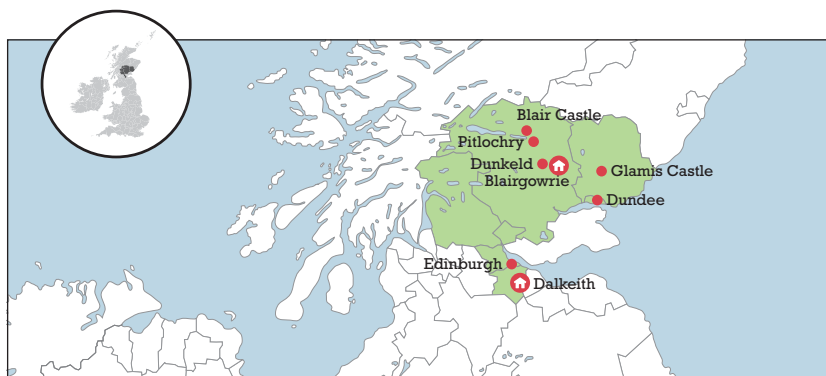 Blair Castle
Pitlochry
Dunkeld
Blairgowrie
Glamis Castle
Dundee
Edinburgh
Dalkeith